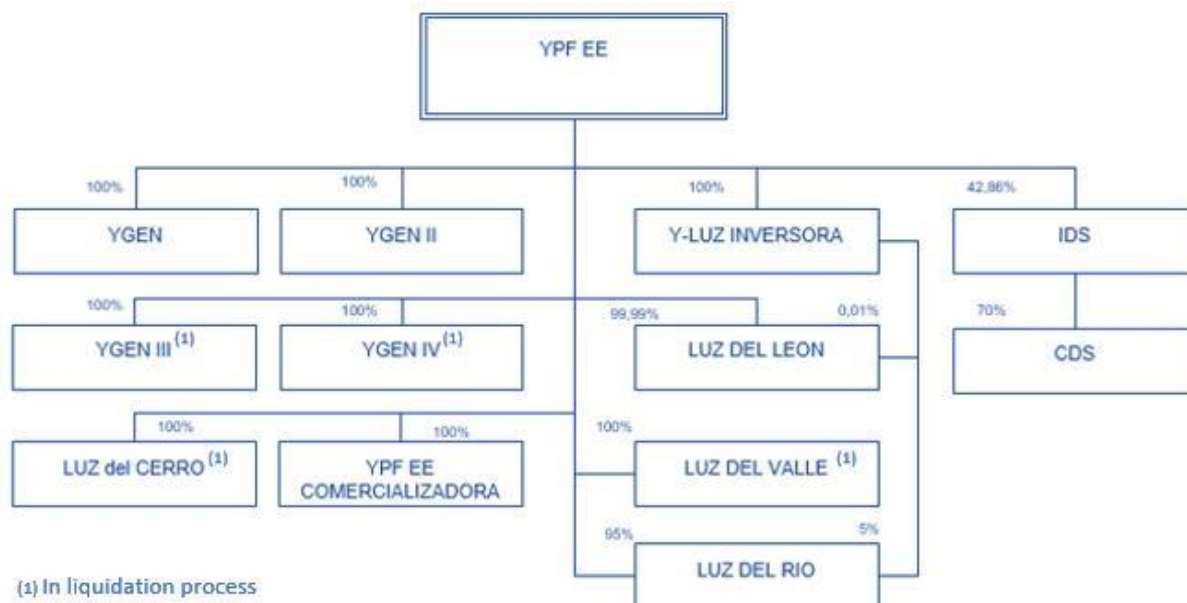 YPF EE
100%
100%
100%
42,86%
YGEN
YGEN II
Y-LUZ INVERSORA
IDS
100%
100%
99,99%
0,01%
70%
YGEN III (1)
YGEN IV (1)
LUZ DEL LEON
CDS
100%
100%
100%
LUZ del CERRO (1)
YPF EE
COMERCIALIZADORA
LUZ DEL VALLE (1)
95%
5%
LUZ DEL RIO
(1) In liquidation process